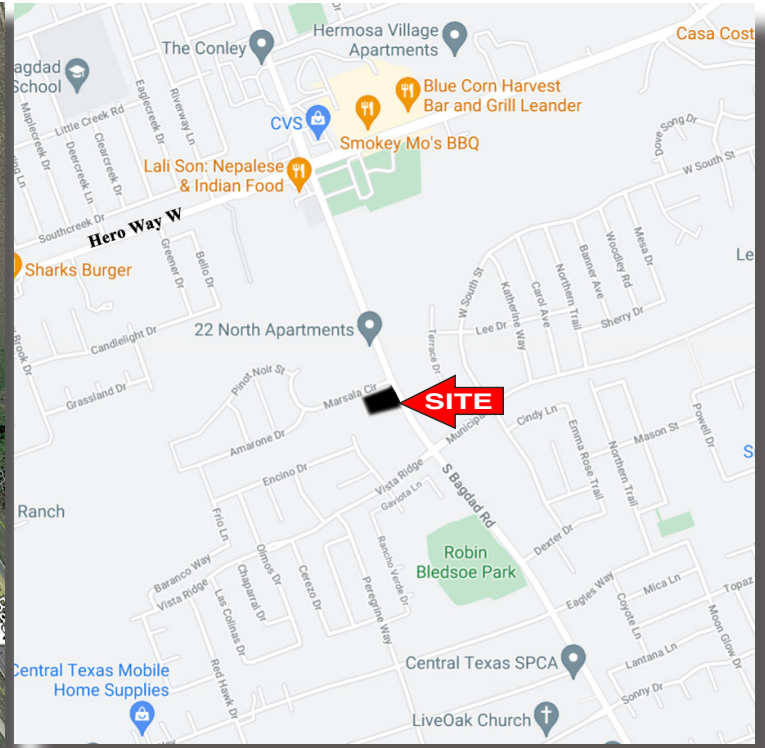 Hermosa Village
Apartments
The Conley
Casa Cost
agdad
School
Blue Corn Harvest
Bar and Grill Leander
CVS
Smokey Mo's BBQ
Maplecreek Dr
Little Creek Rd
Eaglecreek Dr
Riverway Ln
Deercreek Ln
Clearcreek Dr
Dove Song Dr
W South St
Lali Son: Nepalese
& Indian Food
Southcreek Dr
Hero Way W
Greener Dr
Bello Dr
Sharks Burger
Mesa Dr
Woodley Rd
Banner Ave
Northern Trail
Carol Ave
Katherine Way
W South St
Le
22 North Apartments
Candlelight Dr
Brook Dr
Terrace Dr
Lee Dr
Sherry Dr
Grassland Dr
Pinot Noir St
Marsala Cir
SITE
Amarone Dr
Municipa
Cindy Ln
Powell Dr
Mason St
Emma Rose Trail
Northern Trail
S
Encino Dr
Vista Ridge
Gaviota Ln
S Bagdad Rd
Ranch
Frio Ln
Robin
Bledsoe Park
Dexter Dr
Baranco Way
Vista Ridge
Olmos Dr
Chaparral Dr
Cerezo Dr
Las Colinas Dr
Peregrine Way
Rancho Verde Dr
Eagles Way
Mica Ln
Topaz
Coyote Ln
Moon Glow Dr
Lantana Ln
Sonny Dr
Red Hawk Dr
Central Texas SPCA
Central Texas Mobile
Home Supplies
LiveOak Church